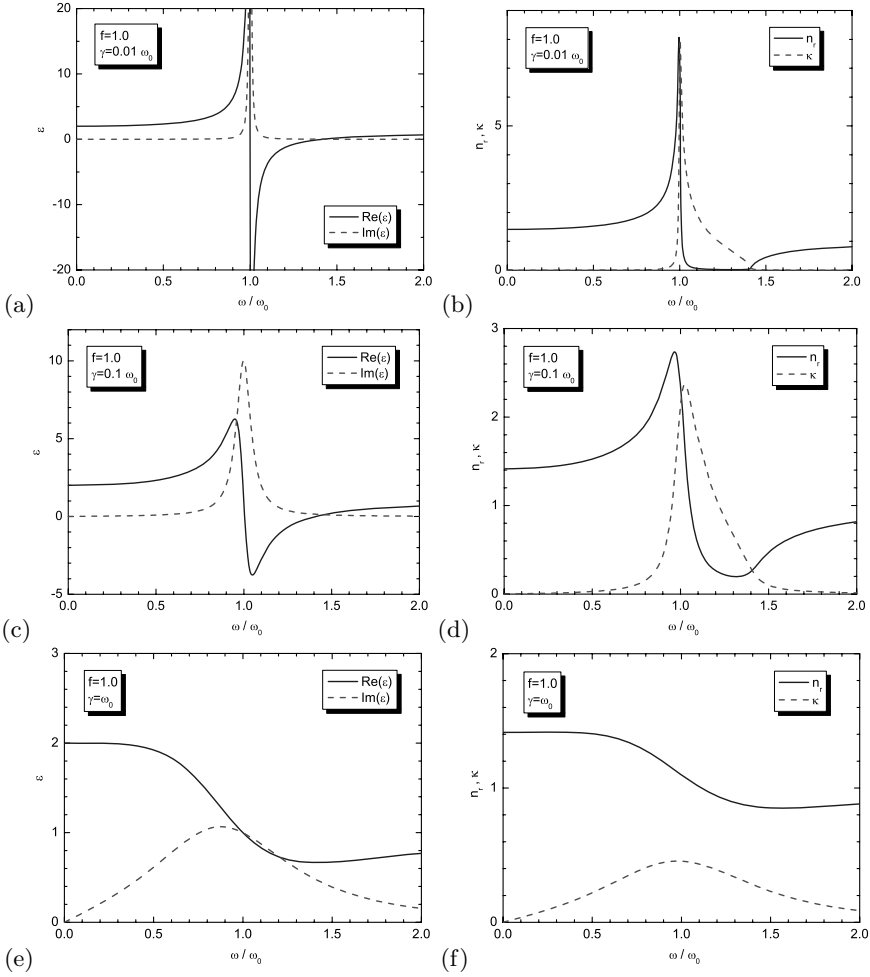 20
10
0
-10
-20
ε
f=1.0
γ=0.01 ω₀
Re(ε)
Im(ε)
0.0 0.5 1.0 1.5 2.0
ω / ω₀
(a)
5
0
nᵣ, κ
f=1.0
γ=0.01 ω₀
nᵣ
κ
0.0 0.5 1.0 1.5 2.0
ω / ω₀
(b)
10
5
0
-5
ε
f=1.0
γ=0.1 ω₀
Re(ε)
Im(ε)
0.0 0.5 1.0 1.5 2.0
ω / ω₀
(c)
3
2
1
0
nᵣ, κ
f=1.0
γ=0.1 ω₀
nᵣ
κ
0.0 0.5 1.0 1.5 2.0
ω / ω₀
(d)
3
2
1
0
ε
f=1.0
γ=ω₀
Re(ε)
Im(ε)
0.0 0.5 1.0 1.5 2.0
ω / ω₀
(e)
2
1
0
nᵣ, κ
f=1.0
γ=ω₀
nᵣ
κ
0.0 0.5 1.0 1.5 2.0
ω / ω₀
(f)